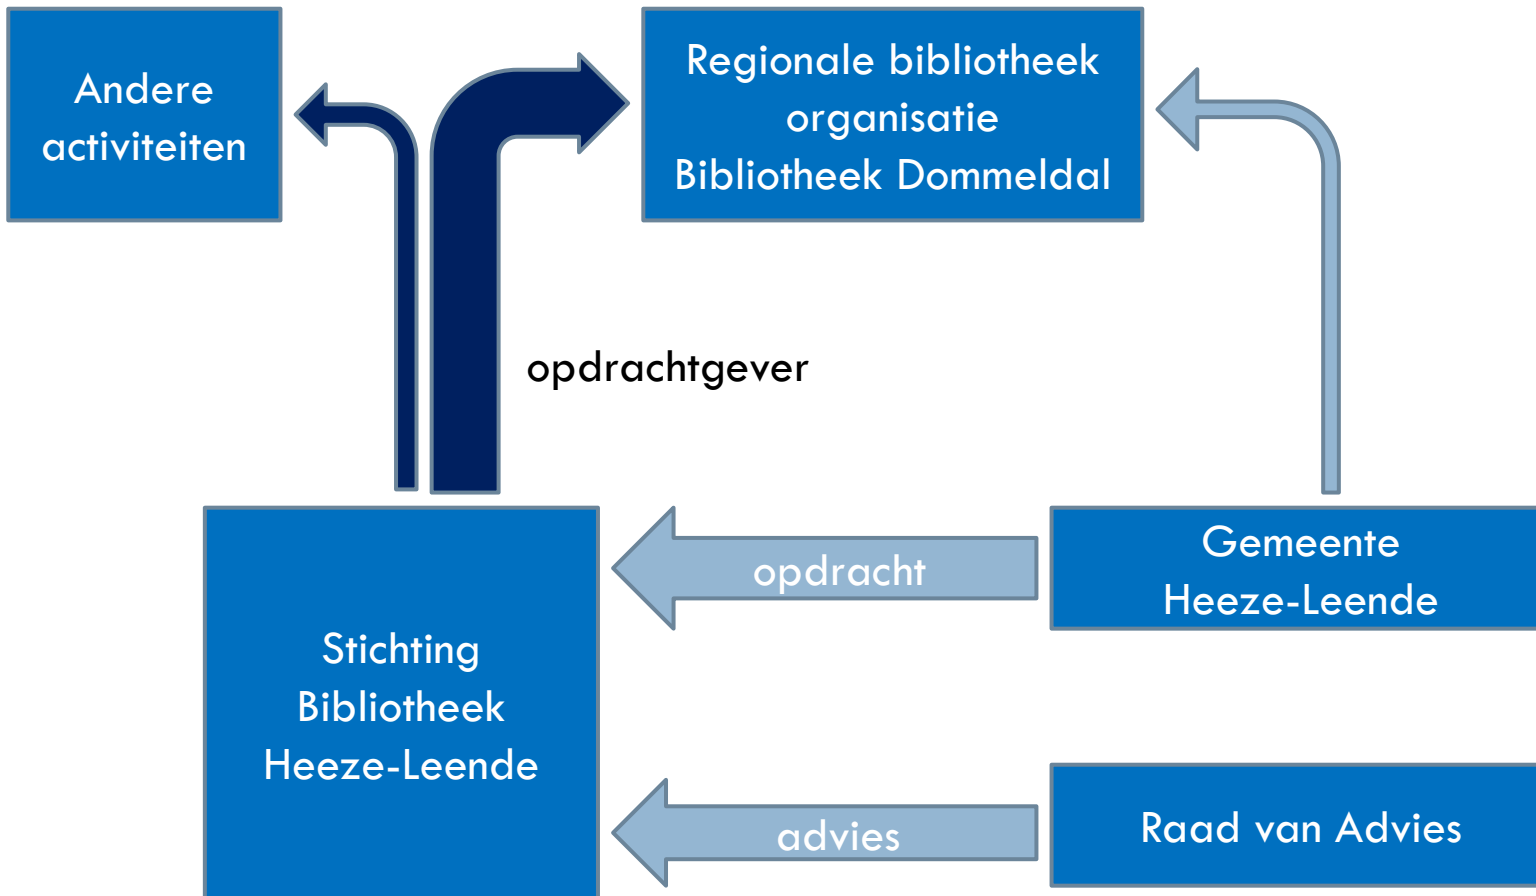 Andere
activiteiten
Regionale bibliotheek
organisatie
Bibliotheek Dommeldal
opdrachtgever
Stichting
Bibliotheek
Heeze-Leende
opdracht
Gemeente
Heeze-Leende
advies
Raad van Advies